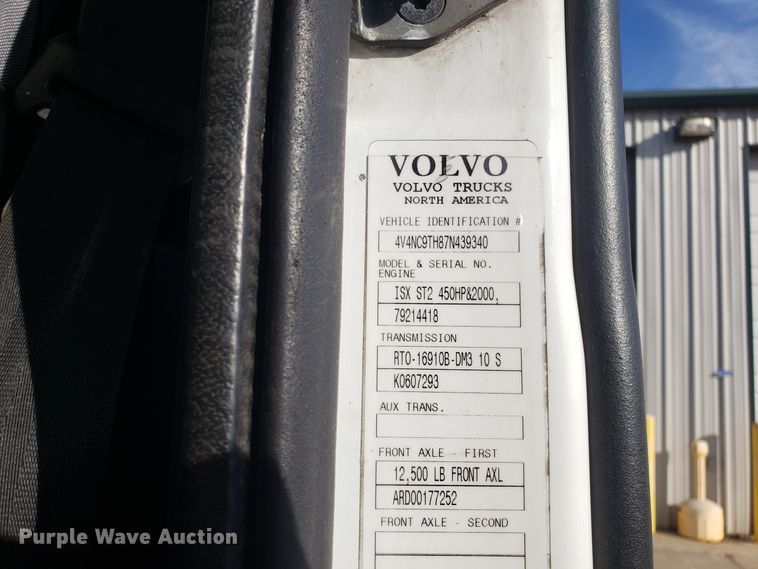 VOLVO
VOLVO TRUCKS
NORTH AMERICA
VEHICLE IDENTIFICATION #
4V4NC9TH87N439340
MODEL & SERIAL NO.
ENGINE
ISX ST2 450HP&2000,
79214418
TRANSMISSION
RTO-16910B-DM3 10 S
K0607293
AUX TRANS.
FRONT AXLE - FIRST
12,500 LB FRONT AXL
ARD00177252
FRONT AXLE - SECOND
Purple Wave Auction